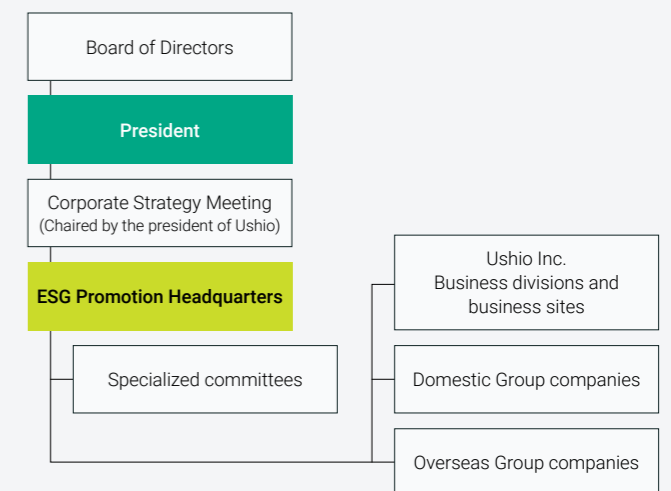 Board of Directors
President
Corporate Strategy Meeting
(Chaired by the president of Ushio)
ESG Promotion Headquarters
Specialized committees
Ushio Inc.
Business divisions and
business sites
Domestic Group companies
Overseas Group companies